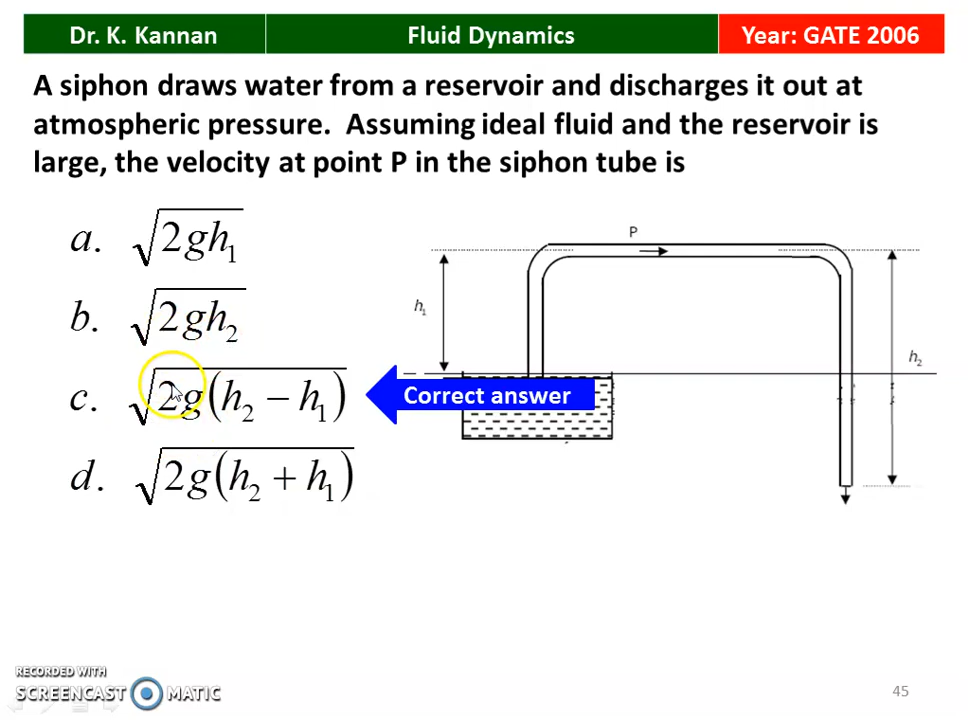 Dr. K. Kannan
Fluid Dynamics
Year: GATE 2006
A siphon draws water from a reservoir and discharges it out at
atmospheric pressure. Assuming ideal fluid and the reservoir is
large, the velocity at point P in the siphon tube is
a. √2gh₁
b. √2gh₂
c. √2g(h₂ − h₁)
d. √2g(h₂ + h₁)
Correct answer
P
h₁
h₂
RECORDED WITH
SCREENCAST MATIC
45